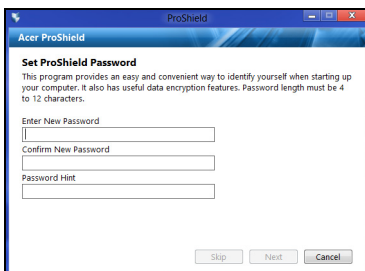 ProShield
Acer ProShield
Set ProShield Password
This program provides an easy and convenient way to identify yourself when starting up
your computer. It also has useful data encryption features. Password length must be 4
to 12 characters.
Enter New Password
Confirm New Password
Password Hint
Skip Next Cancel